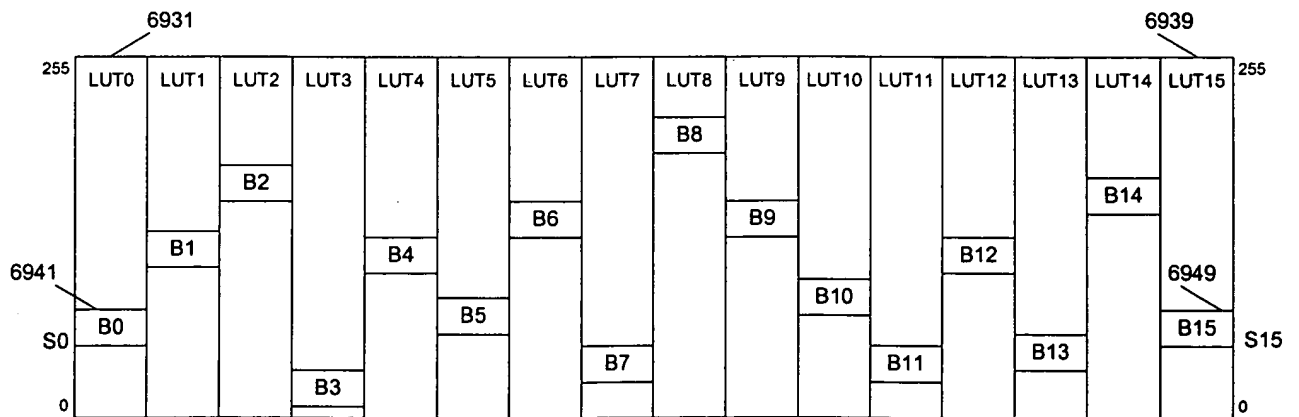 6931 6939
255 LUT0 LUT1 LUT2 LUT3 LUT4 LUT5 LUT6 LUT7 LUT8 LUT9 LUT10 LUT11 LUT12 LUT13 LUT14 LUT15 255
B8
B2
B14
B6 B9
B1
B4 B12
6941 6949
B10
B5
B0 B15
S0 S15
B13
B7 B11
B3
0 0